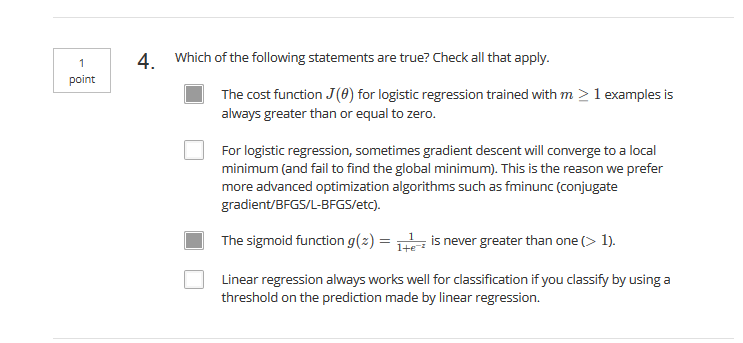 1
point
4.
Which of the following statements are true? Check all that apply.
The cost function J(θ) for logistic regression trained with m ≥ 1 examples is
always greater than or equal to zero.
For logistic regression, sometimes gradient descent will converge to a local
minimum (and fail to find the global minimum). This is the reason we prefer
more advanced optimization algorithms such as fminunc (conjugate
gradient/BFGS/L-BFGS/etc).
The sigmoid function g(z) = 1/(1+e^{-z}) is never greater than one (> 1).
Linear regression always works well for classification if you classify by using a
threshold on the prediction made by linear regression.